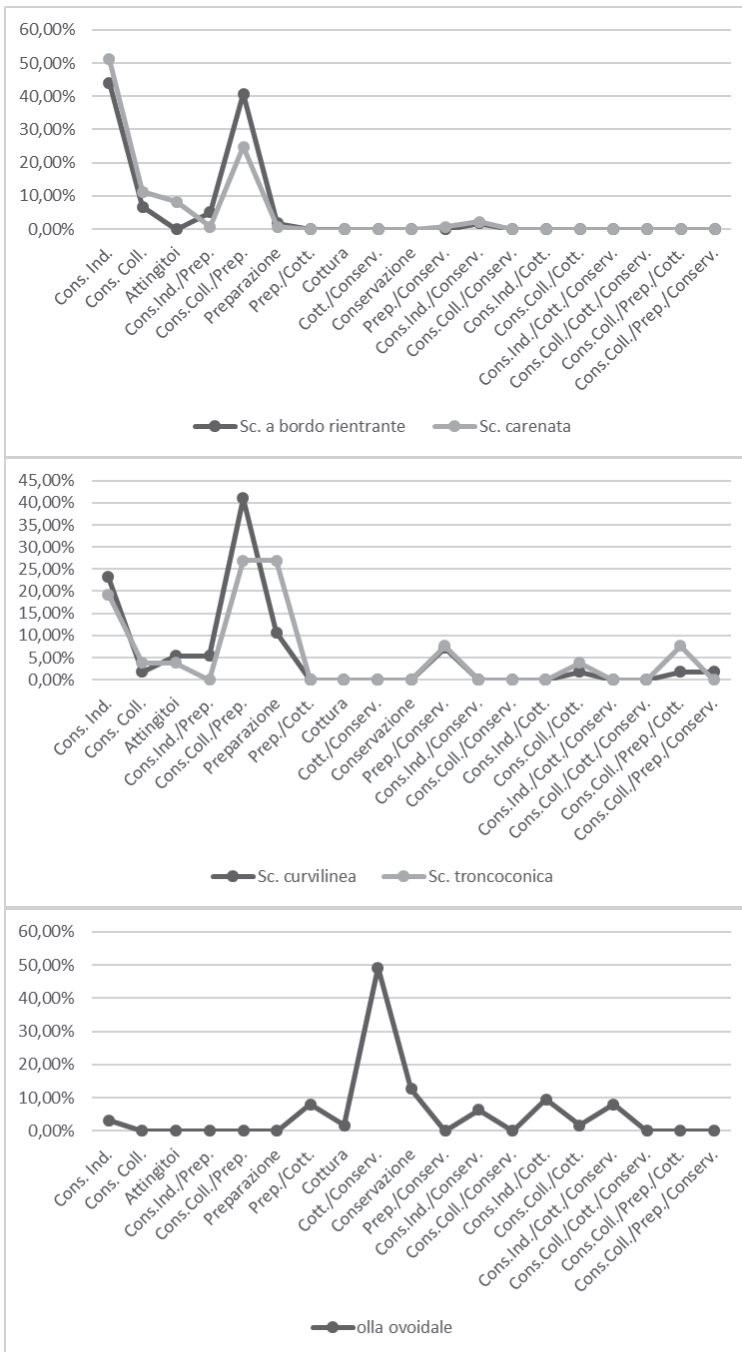 60,00%
50,00%
40,00%
30,00%
20,00%
10,00%
0,00%
Cons. Ind.
Cons. Coll.
Attingitoi
Cons.Ind./Prep.
Cons.Coll./Prep.
Preparazione
Prep./Cott.
Cottura
Cott./Conserv.
Conservazione
Prep./Conserv.
Cons.Ind./Conserv.
Cons.Coll./Conserv.
Cons.Ind./Cott.
Cons.Coll./Cott.
Cons.Ind./Cott./Conserv.
Cons.Coll./Cott./Conserv.
Cons.Coll./Prep./Cott.
Cons.Coll./Prep./Conserv.
Sc. a bordo rientrante Sc. carenata
45,00%
40,00%
35,00%
30,00%
25,00%
20,00%
15,00%
10,00%
5,00%
0,00%
Cons. Ind.
Cons. Coll.
Attingitoi
Cons.Ind./Prep.
Cons.Coll./Prep.
Preparazione
Prep./Cott.
Cottura
Cott./Conserv.
Conservazione
Prep./Conserv.
Cons.Ind./Conserv.
Cons.Coll./Conserv.
Cons.Ind./Cott.
Cons.Coll./Cott.
Cons.Ind./Cott./Conserv.
Cons.Coll./Cott./Conserv.
Cons.Coll./Prep./Cott.
Cons.Coll./Prep./Conserv.
Sc. curvilinea Sc. troncoconica
60,00%
50,00%
40,00%
30,00%
20,00%
10,00%
0,00%
Cons. Ind.
Cons. Coll.
Attingitoi
Cons.Ind./Prep.
Cons.Coll./Prep.
Preparazione
Prep./Cott.
Cottura
Cott./Conserv.
Conservazione
Prep./Conserv.
Cons.Ind./Conserv.
Cons.Coll./Conserv.
Cons.Ind./Cott.
Cons.Coll./Cott.
Cons.Ind./Cott./Conserv.
Cons.Coll./Cott./Conserv.
Cons.Coll./Prep./Cott.
Cons.Coll./Prep./Conserv.
olla ovoidale